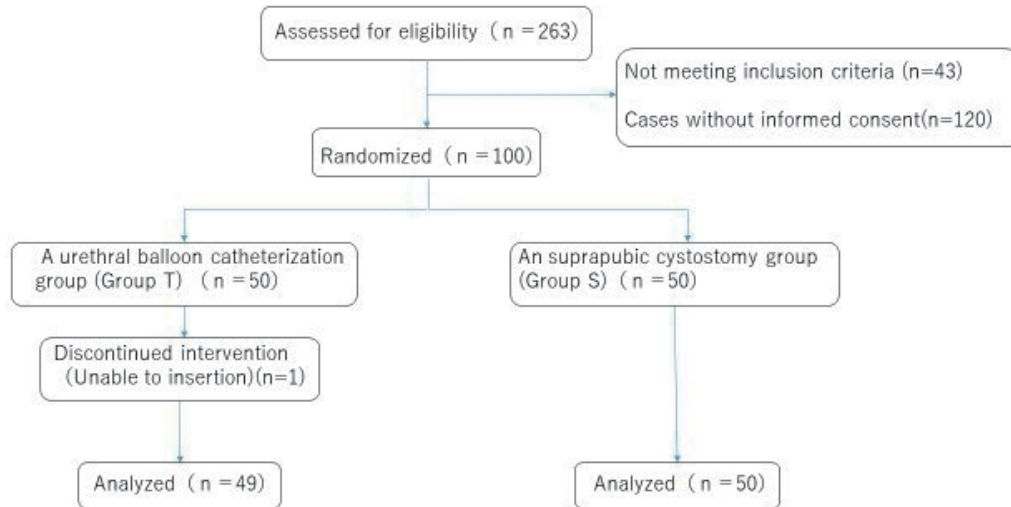 Assessed for eligibility (n＝263)
Not meeting inclusion criteria (n=43)
Cases without informed consent(n=120)
Randomized (n＝100)
A urethral balloon catheterization
group (Group T) (n＝50)
An suprapubic cystostomy group
(Group S) (n＝50)
Discontinued intervention
(Unable to insertion)(n=1)
Analyzed (n＝49)
Analyzed (n＝50)